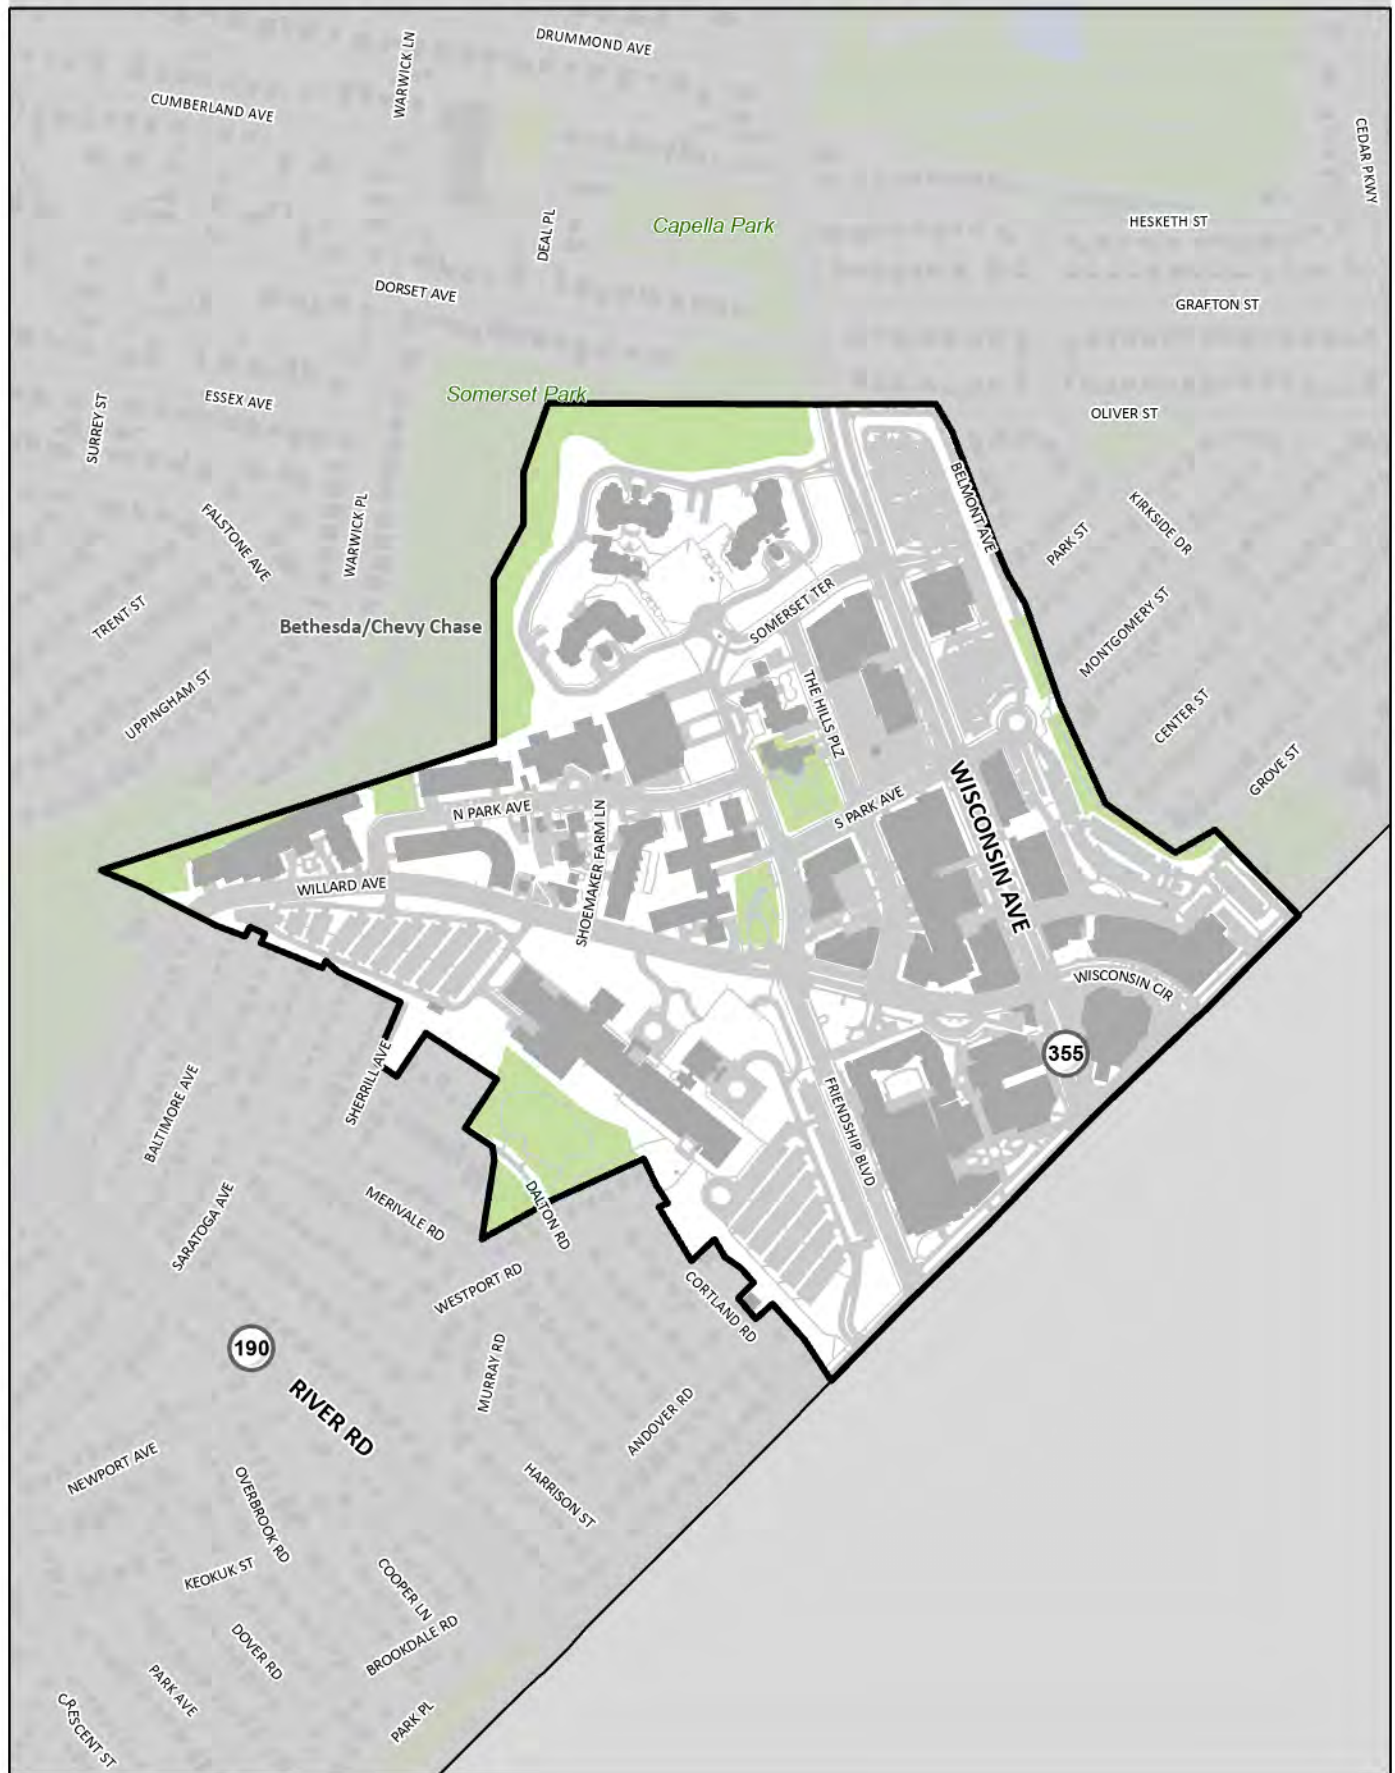 DRUMMOND AVE
WARWICK LN
CUMBERLAND AVE
CEDAR PKWY
Capella Park
HESKETH ST
DEAL PL
DORSET AVE
GRAFTON ST
Somerset Park
ESSEX AVE
OLIVER ST
SURREY ST
BELMONT AVE
KIRKSIDE DR
FALSTONE AVE
WARWICK PL
PARK ST
SOMERSET TER
TRENT ST
Bethesda/Chevy Chase
MONTGOMERY ST
UPPINGHAM ST
THE HILLS PLZ
CENTER ST
GROVE ST
N PARK AVE
S PARK AVE
WISCONSIN AVE
SHOEMAKER FARM LN
WILLARD AVE
WISCONSIN CIR
355
SHERRILL AVE
BALTIMORE AVE
FRIENDSHIP BLVD
SARATOGA AVE
MERIVALE RD
DALTON RD
WESTPORT RD
CORTLAND RD
190
RIVER RD
MURRAY RD
ANDOVER RD
NEWPORT AVE
OVERBROOK RD
HARRISON ST
KEOKUK ST
COOPER LN
DOVER RD
BROOKDALE RD
PARK AVE
CRESCENT ST
PARK PL